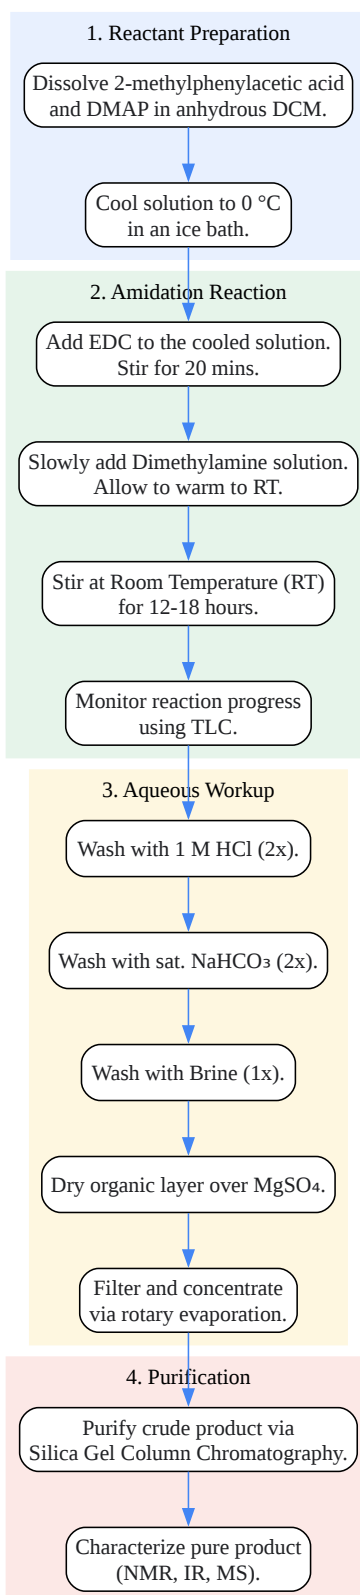 1. Reactant Preparation
Dissolve 2-methylphenylacetic acid
and DMAP in anhydrous DCM.
Cool solution to 0 °C
in an ice bath.
2. Amidation Reaction
Add EDC to the cooled solution.
Stir for 20 mins.
Slowly add Dimethylamine solution.
Allow to warm to RT.
Stir at Room Temperature (RT)
for 12-18 hours.
Monitor reaction progress
using TLC.
3. Aqueous Workup
Wash with 1 M HCl (2x).
Wash with sat. NaHCO₃ (2x).
Wash with Brine (1x).
Dry organic layer over MgSO₄.
Filter and concentrate
via rotary evaporation.
4. Purification
Purify crude product via
Silica Gel Column Chromatography.
Characterize pure product
(NMR, IR, MS).